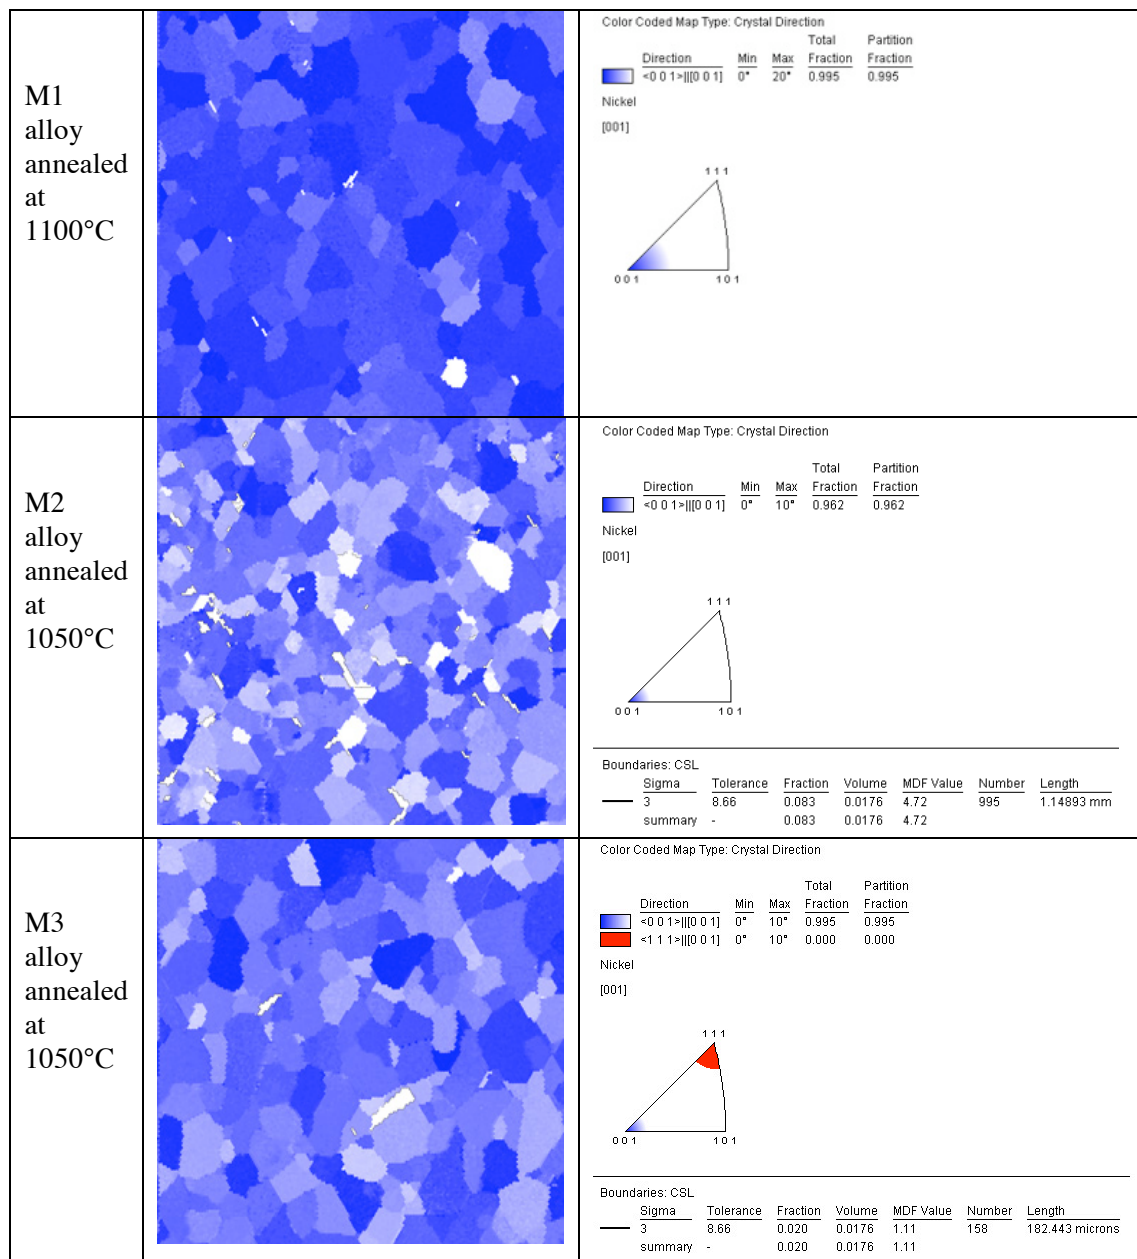 M1
alloy
annealed
at
1100°C
Color Coded Map Type: Crystal Direction
Total Partition
Direction Min Max Fraction Fraction
<0 0 1>||[0 0 1] 0° 20° 0.995 0.995
Nickel
[001]
1 1 1
0 0 1 1 0 1
M2
alloy
annealed
at
1050°C
Color Coded Map Type: Crystal Direction
Total Partition
Direction Min Max Fraction Fraction
<0 0 1>||[0 0 1] 0° 10° 0.962 0.962
Nickel
[001]
1 1 1
0 0 1 1 0 1
Boundaries: CSL
Sigma Tolerance Fraction Volume MDF Value Number Length
3 8.66 0.083 0.0176 4.72 995 1.14893 mm
summary - 0.083 0.0176 4.72
M3
alloy
annealed
at
1050°C
Color Coded Map Type: Crystal Direction
Total Partition
Direction Min Max Fraction Fraction
<0 0 1>||[0 0 1] 0° 10° 0.995 0.995
<1 1 1>||[0 0 1] 0° 10° 0.000 0.000
Nickel
[001]
1 1 1
0 0 1 1 0 1
Boundaries: CSL
Sigma Tolerance Fraction Volume MDF Value Number Length
3 8.66 0.020 0.0176 1.11 158 182.443 microns
summary - 0.020 0.0176 1.11